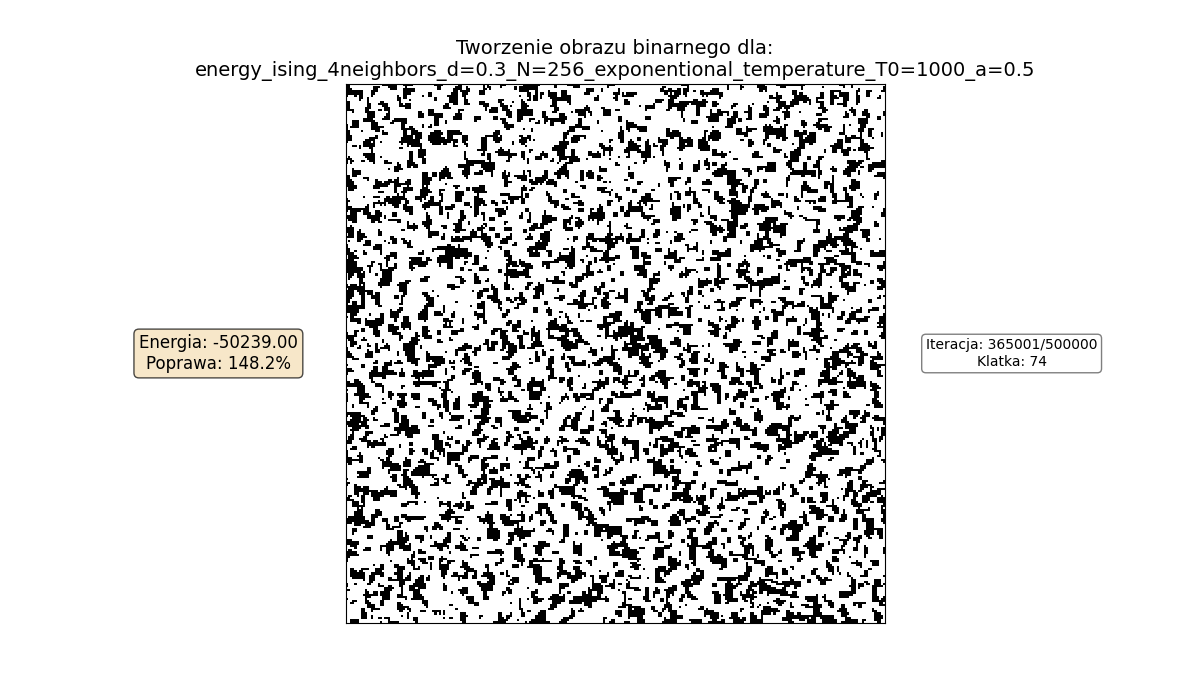 Tworzenie obrazu binarnego dla:
energy_ising_4neighbors_d=0.3_N=256_exponentional_temperature_T0=1000_a=0.5
Energia: -50239.00
Poprawa: 148.2%
Iteracja: 365001/500000
Klatka: 74